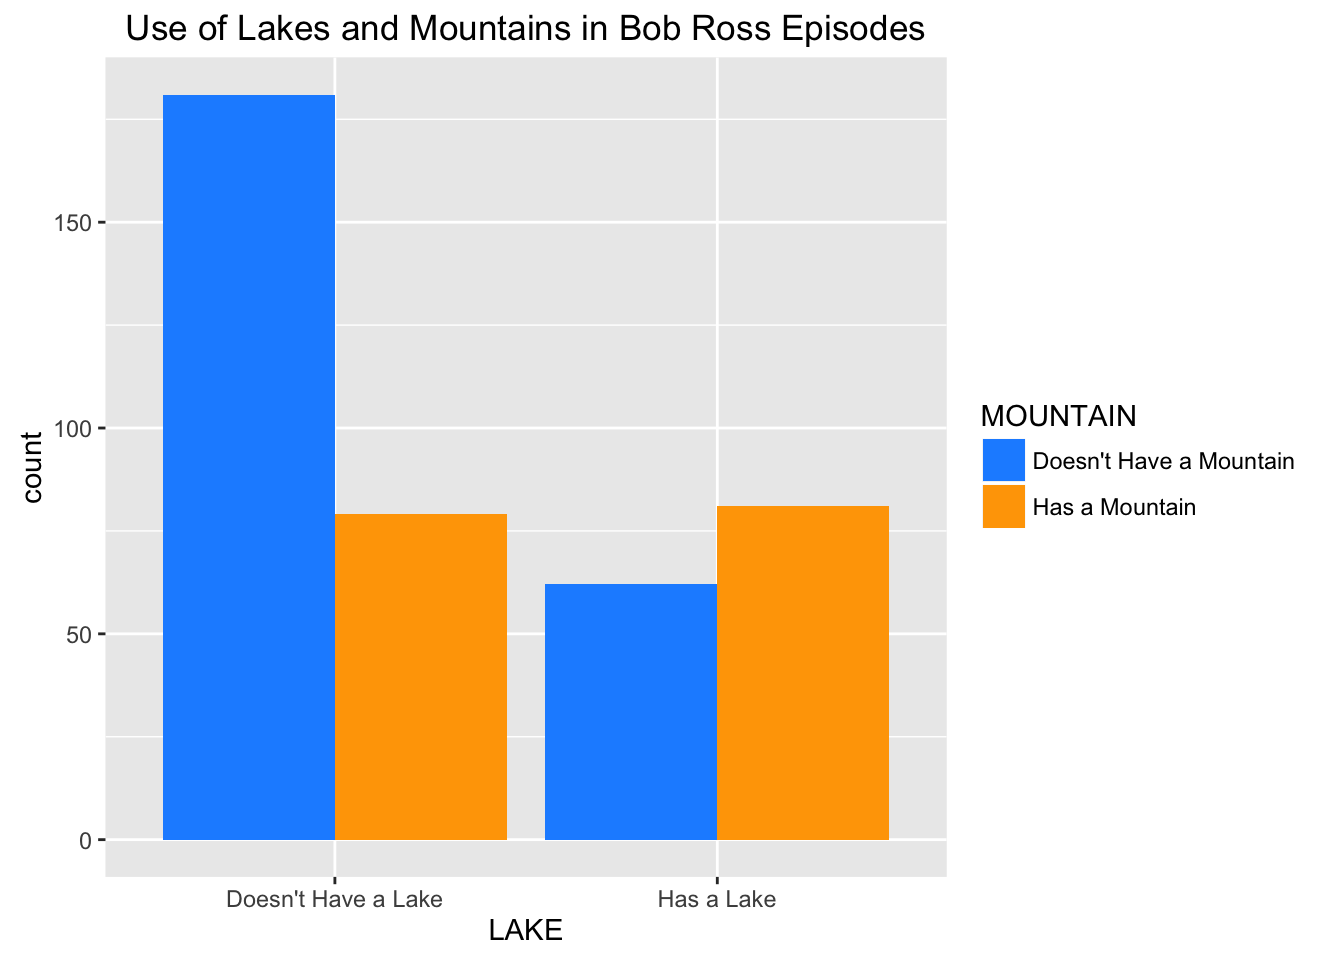 Use of Lakes and Mountains in Bob Ross Episodes
count
150
100
50
0
Doesn't Have a Lake
Has a Lake
LAKE
MOUNTAIN
Doesn't Have a Mountain
Has a Mountain